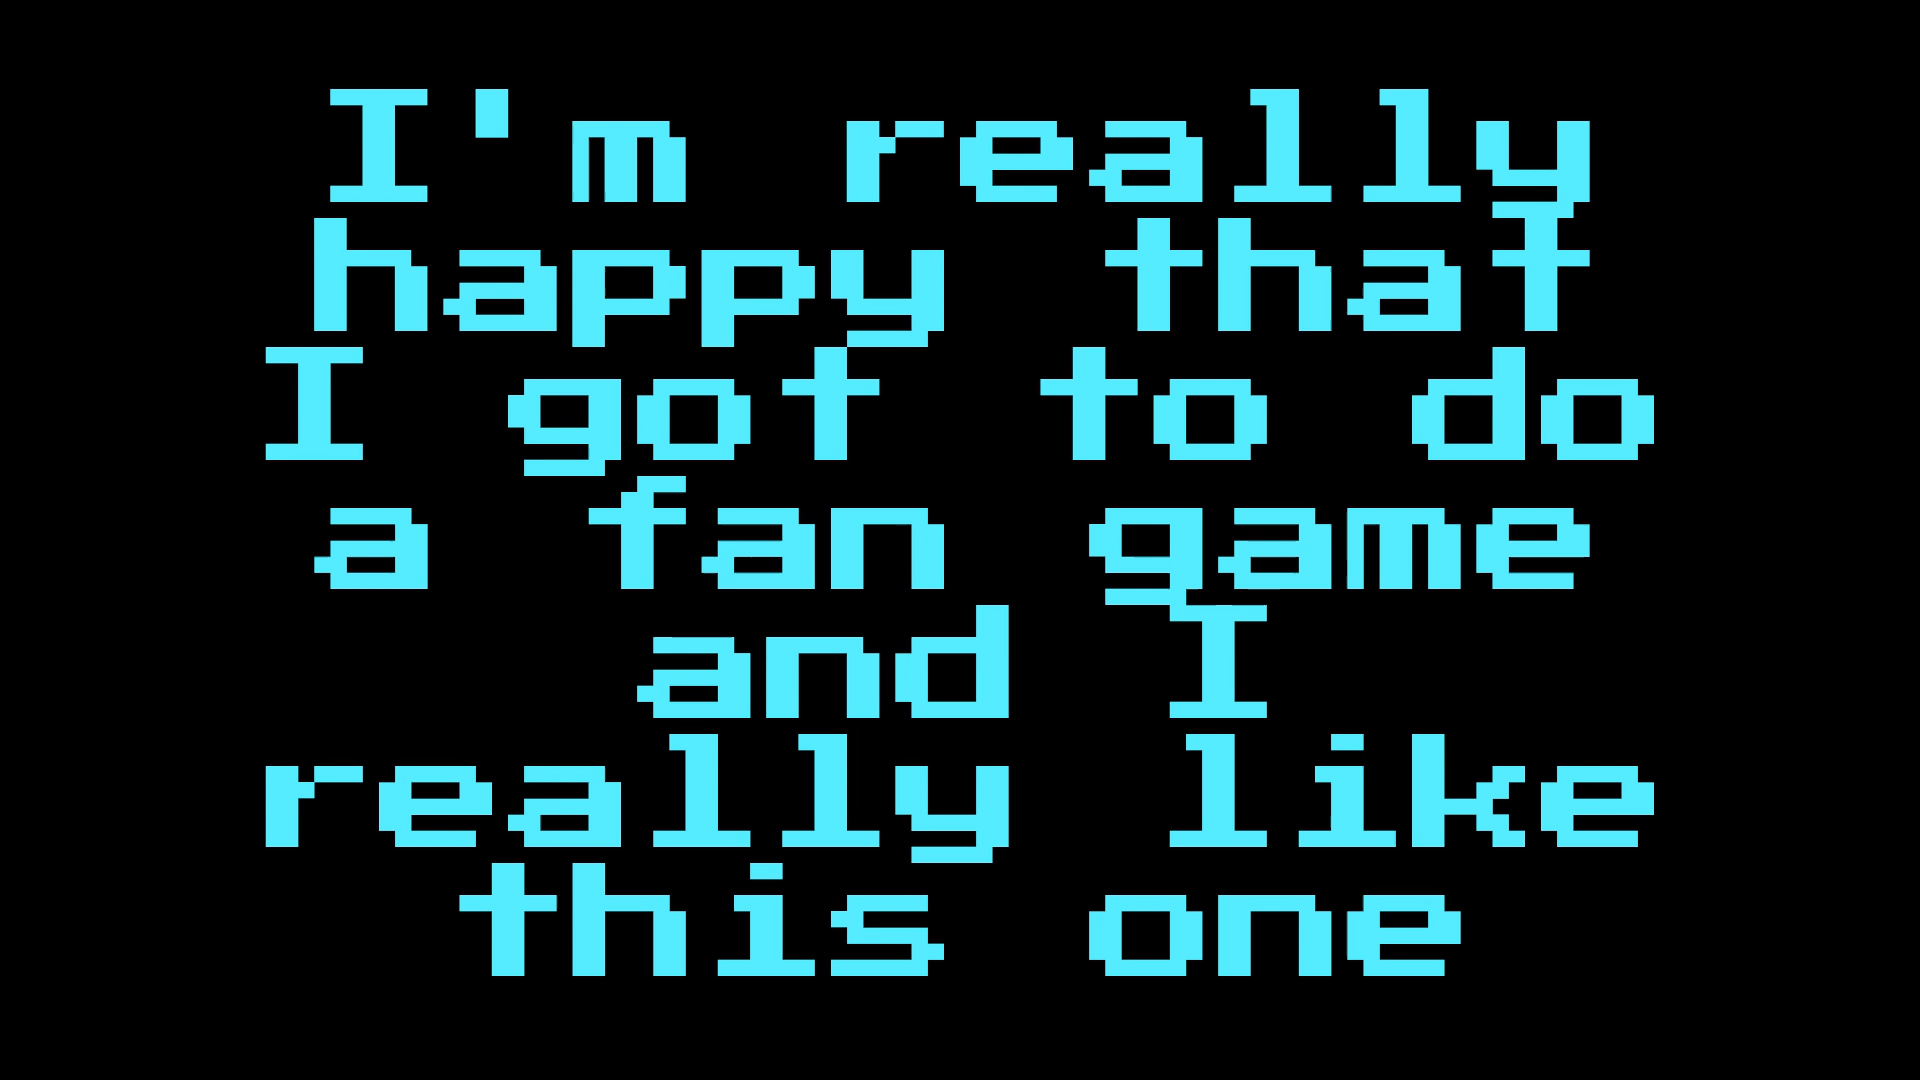 I'm really
happy that
I got to do
a fan game
and I
really like
this one